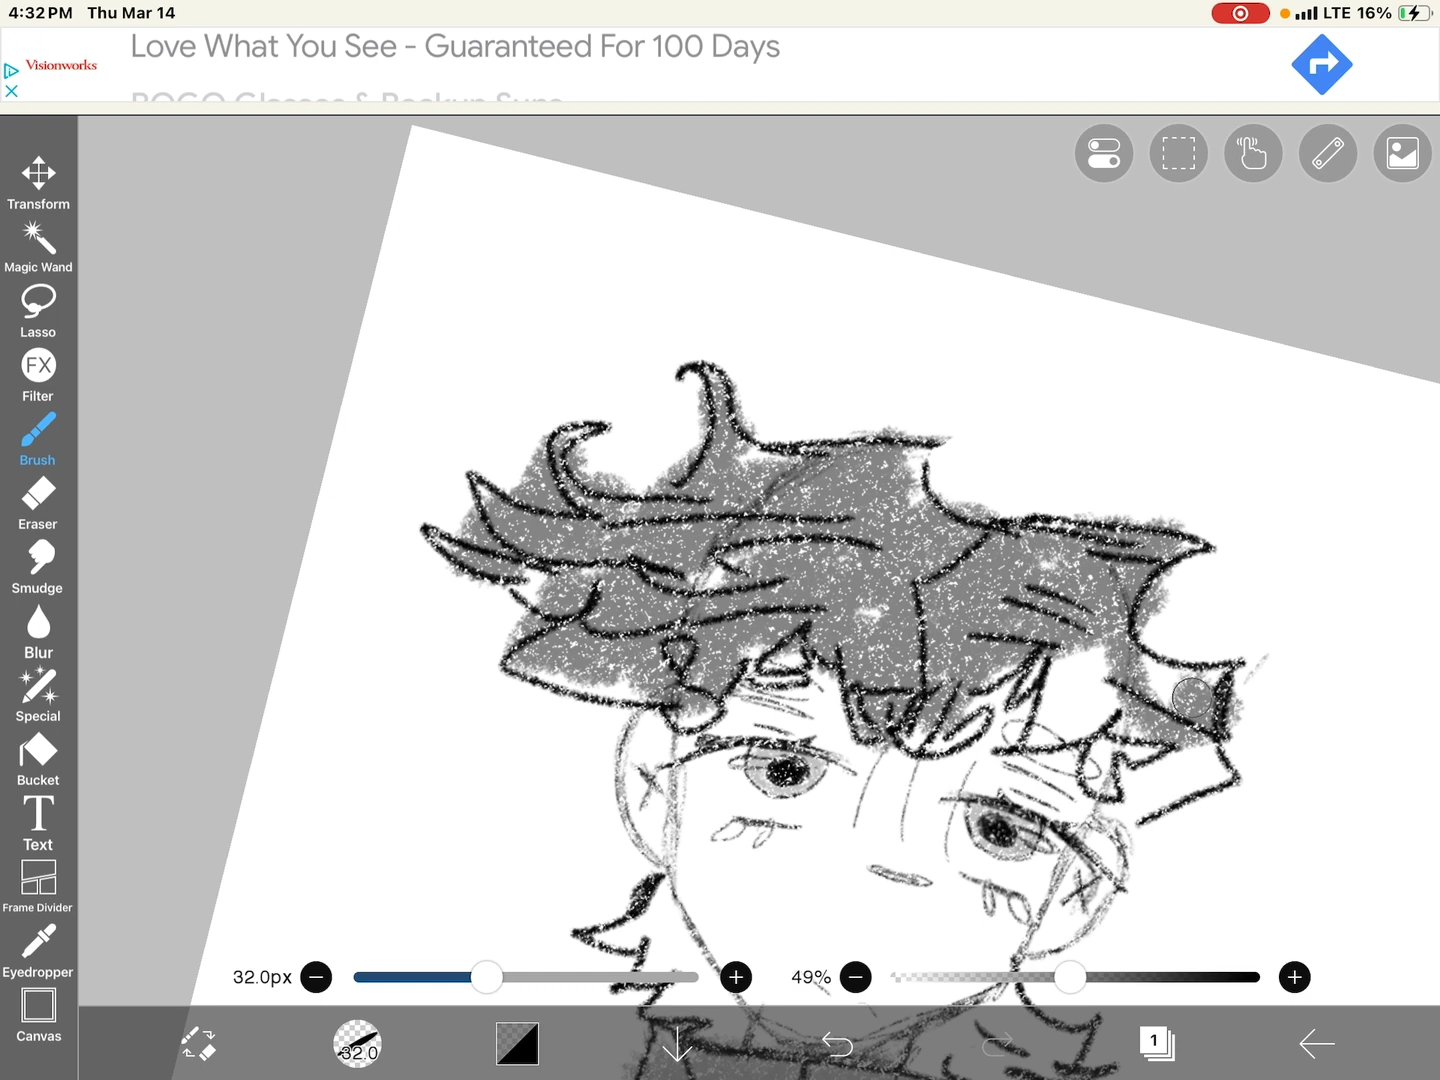 4:32 PM Thu Mar 14
LTE 16%
Love What You See - Guaranteed For 100 Days
Visionworks
Transform
Magic Wand
Lasso
FX
Filter
Brush
Eraser
Smudge
Blur
Special
Bucket
T
Text
Frame Divider
Eyedropper
Canvas
32.0px
49%
32.0
1